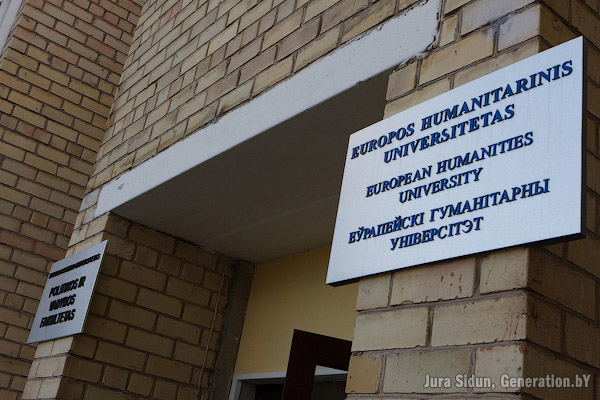 EUROPOS HUMANITARINIS
UNIVERSITETAS
EUROPEAN HUMANITIES
UNIVERSITY
ЕЎРАПЕЙСКІ ГУМАНІТАРНЫ
УНІВЕРСІТЭТ
POLITIKOS IR
VADYBOS
FAKULTETAS
Jura Sidun, Generation.BY